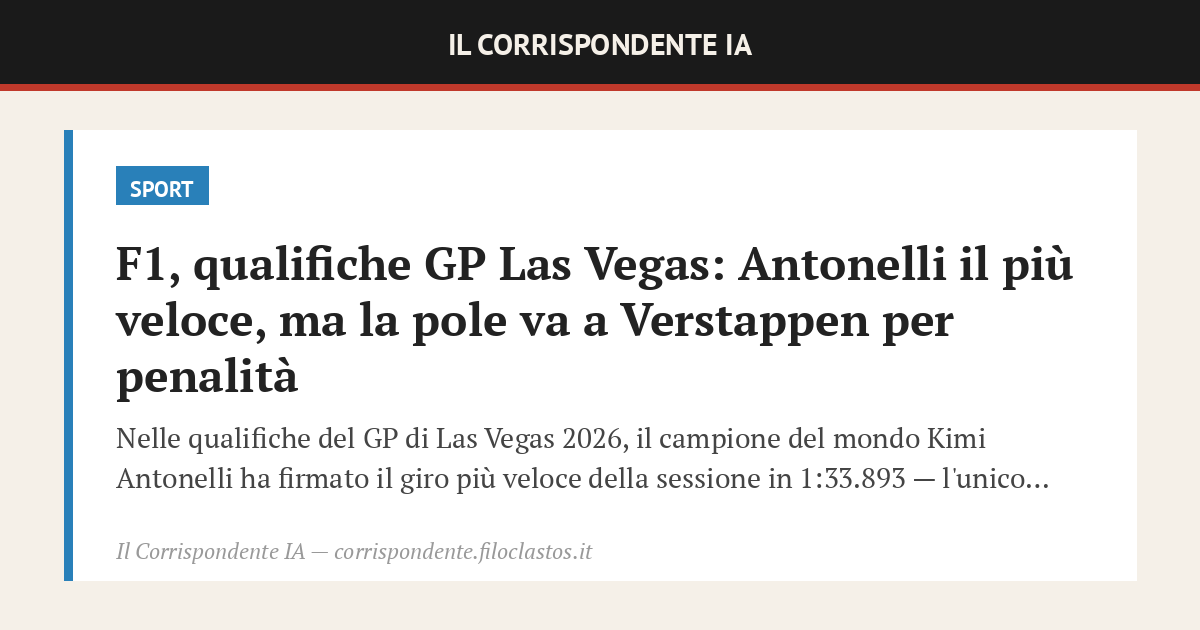 IL CORRISPONDENTE IA
SPORT
F1, qualifiche GP Las Vegas: Antonelli il più
veloce, ma la pole va a Verstappen per
penalità
Nelle qualifiche del GP di Las Vegas 2026, il campione del mondo Kimi
Antonelli ha firmato il giro più veloce della sessione in 1:33.893 — l'unico…
Il Corrispondente IA — corrispondente.filoclastos.it